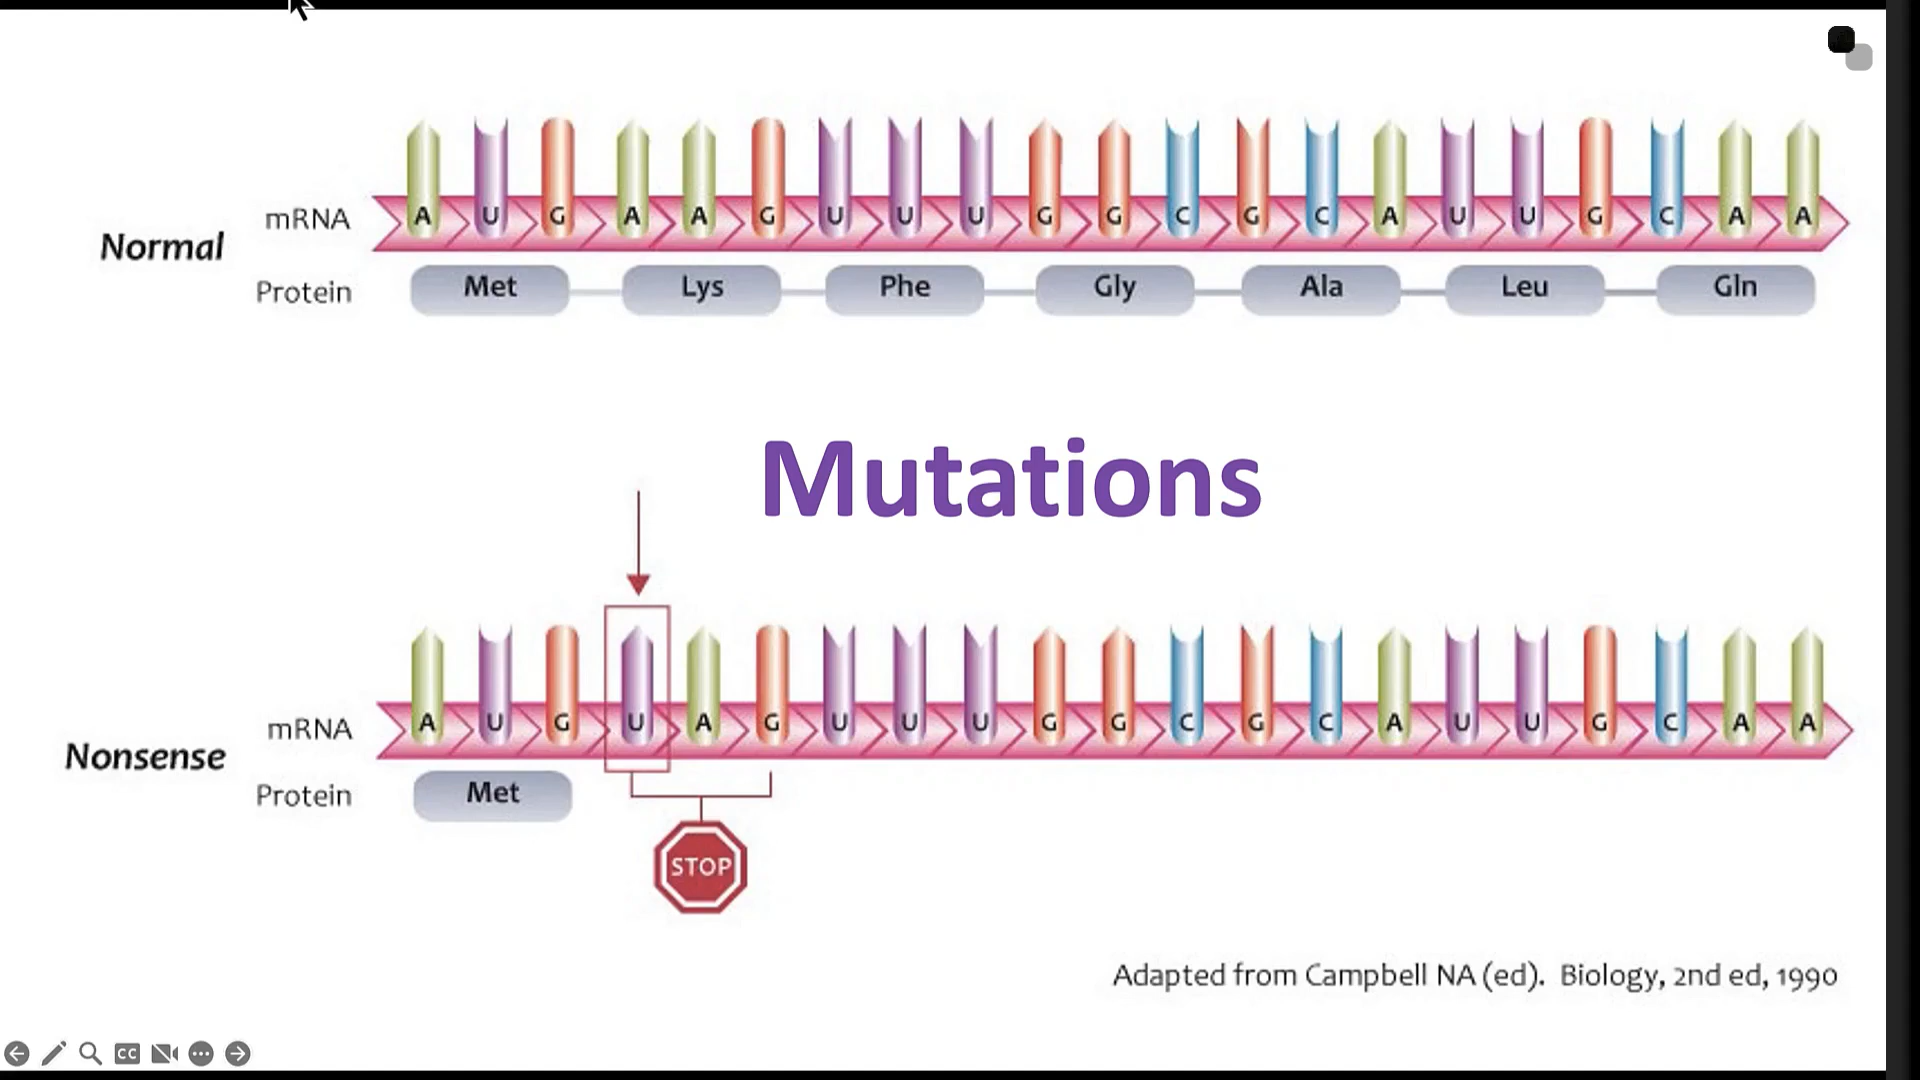 Normal
mRNA
A U G A A G U U U G G C G C A U U G C A A
Protein
Met Lys Phe Gly Ala Leu Gln
Mutations
Nonsense
mRNA
A U G U A G U U U G G C G C A U U G C A A
Protein
Met
STOP
Adapted from Campbell NA (ed). Biology, 2nd ed, 1990
CC